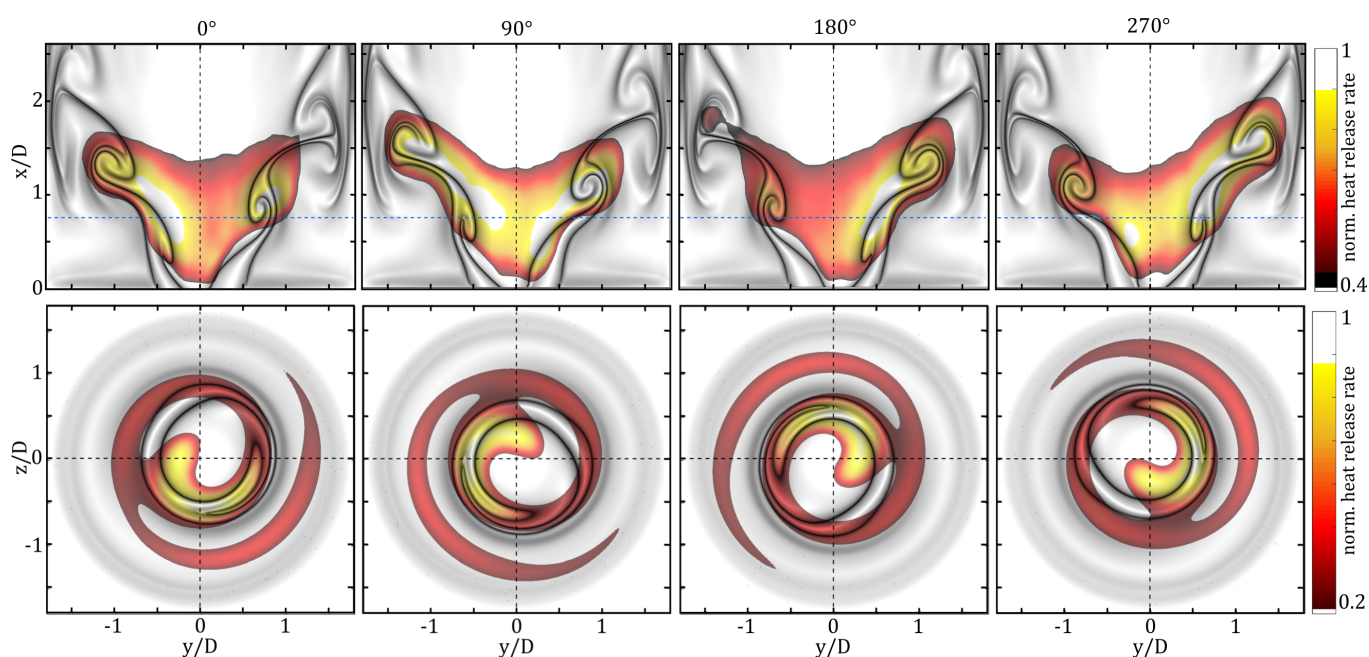 0° 90° 180° 270°
1
2
x/D
1
0
norm. heat release rate
0.4
1
1
z/D
0
-1
norm. heat release rate
0.2
-1 0 1 -1 0 1 -1 0 1 -1 0 1
y/D y/D y/D y/D